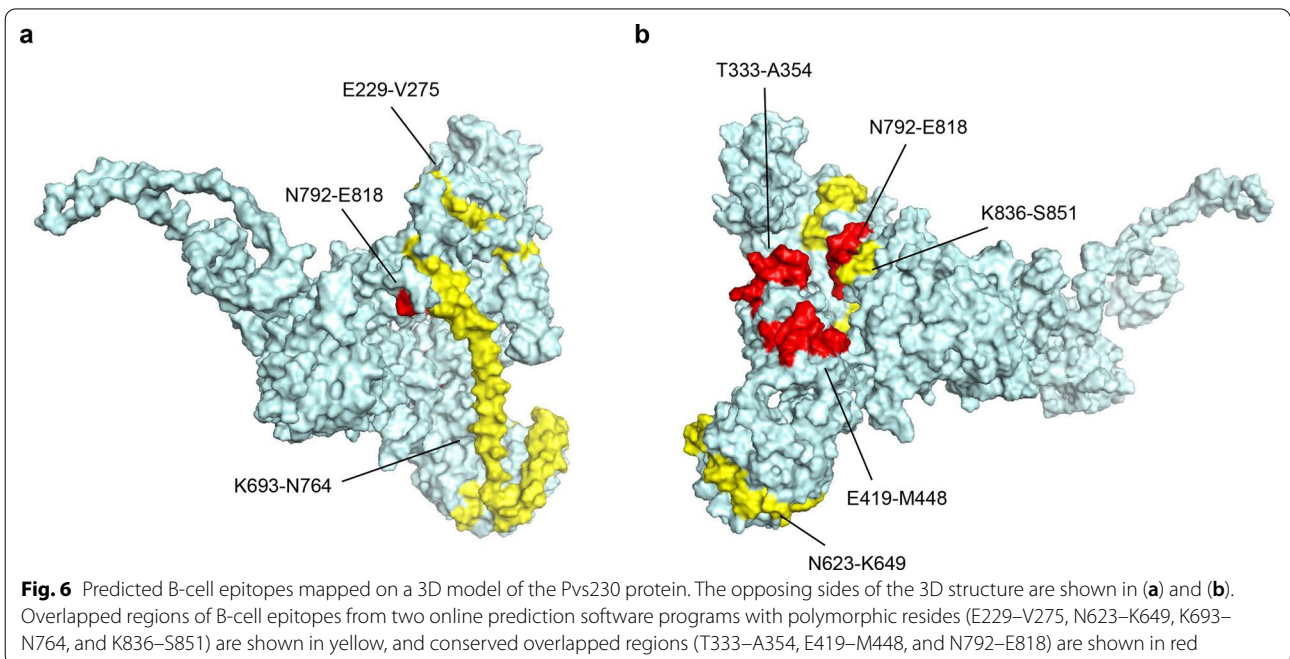 a
b
T333-A354
E229-V275
N792-E818
N792-E818
K836-S851
K693-N764
E419-M448
N623-K649
Fig. 6 Predicted B-cell epitopes mapped on a 3D model of the Pvs230 protein. The opposing sides of the 3D structure are shown in (a) and (b).
Overlapped regions of B-cell epitopes from two online prediction software programs with polymorphic resides (E229–V275, N623–K649, K693–
N764, and K836–S851) are shown in yellow, and conserved overlapped regions (T333–A354, E419–M448, and N792–E818) are shown in red